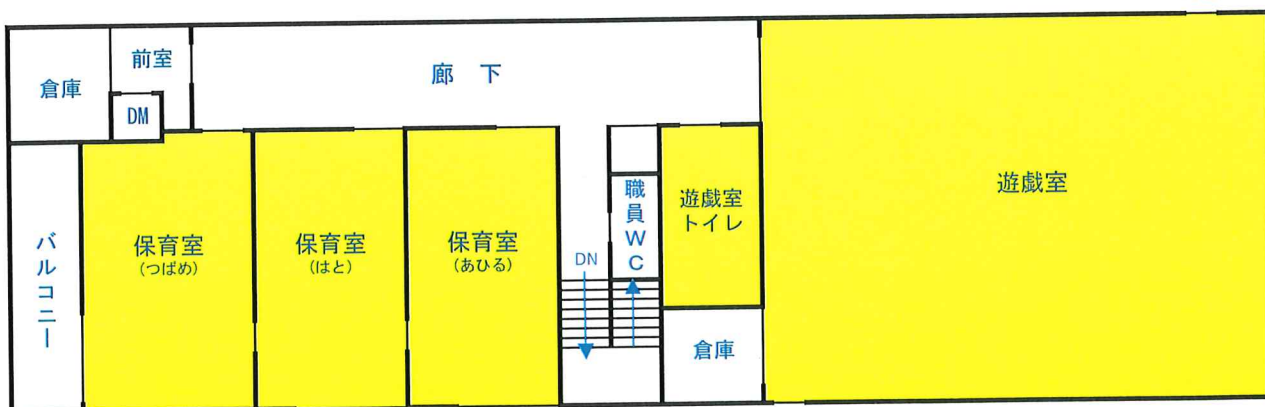 倉庫
前室
DM
廊 下
バルコニー
保育室
(つばめ)
保育室
(はと)
保育室
(あひる)
DN
職員WC
遊戯室
トイレ
倉庫
遊戯室